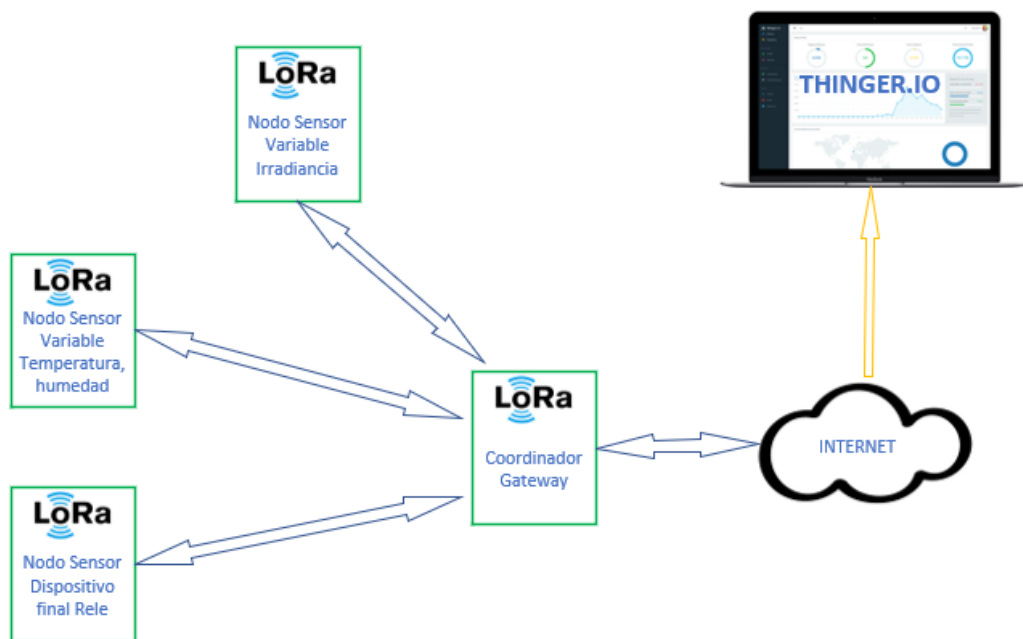 LoRa
Nodo Sensor
Variable
Irradiancia
THINGER.IO
LoRa
Nodo Sensor
Variable
Temperatura,
humedad
LoRa
Coordinador
Gateway
INTERNET
LoRa
Nodo Sensor
Dispositivo
final Rele